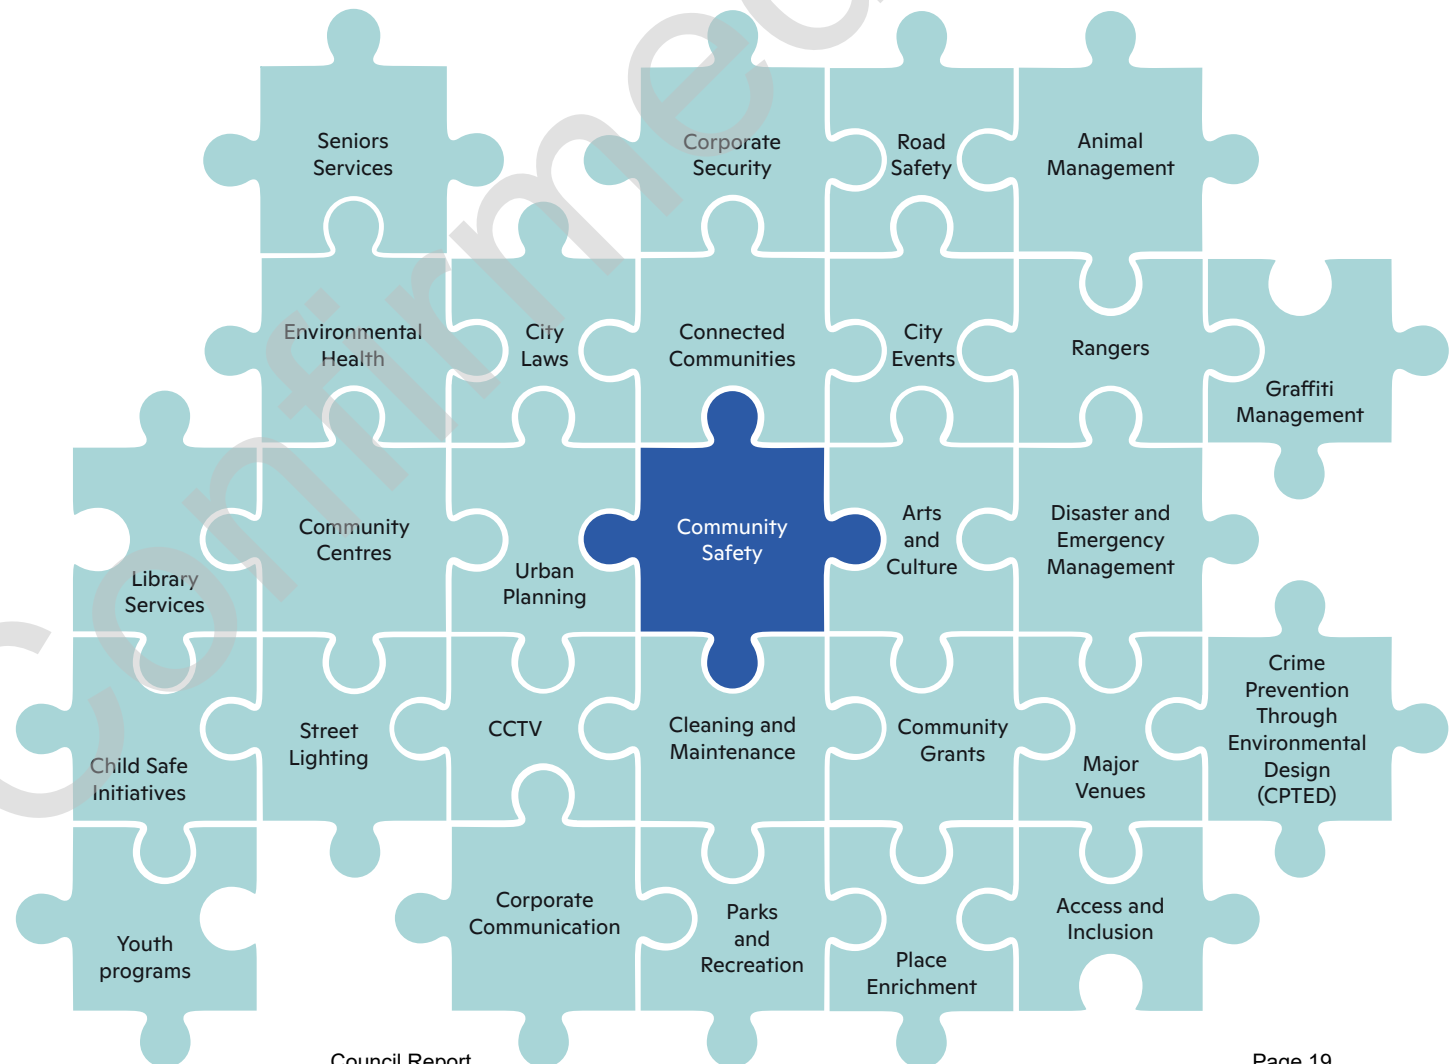 Seniors
Services
Corporate
Security
Road
Safety
Animal
Management
Environmental
Health
City
Laws
Connected
Communities
City
Events
Rangers
Graffiti
Management
Library
Services
Community
Centres
Urban
Planning
Community
Safety
Arts
and
Culture
Disaster and
Emergency
Management
Child Safe
Initiatives
Street
Lighting
CCTV
Cleaning and
Maintenance
Community
Grants
Major
Venues
Crime
Prevention
Through
Environmental
Design
(CPTED)
Youth
programs
Corporate
Communication
Parks
and
Recreation
Place
Enrichment
Access and
Inclusion
Confirmed
Council Report
Page 19